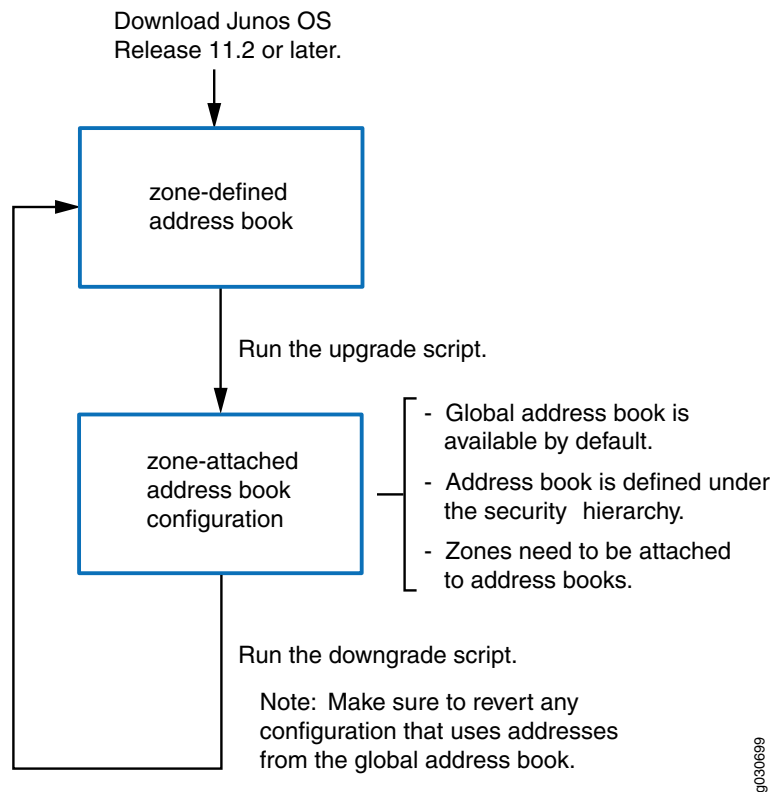 Download Junos OS
Release 11.2 or later.
zone-defined
address book
Run the upgrade script.
zone-attached
address book
configuration
- Global address book is
available by default.
- Address book is defined under
the security hierarchy.
- Zones need to be attached
to address books.
Run the downgrade script.
Note: Make sure to revert any
configuration that uses addresses
from the global address book.
g030699